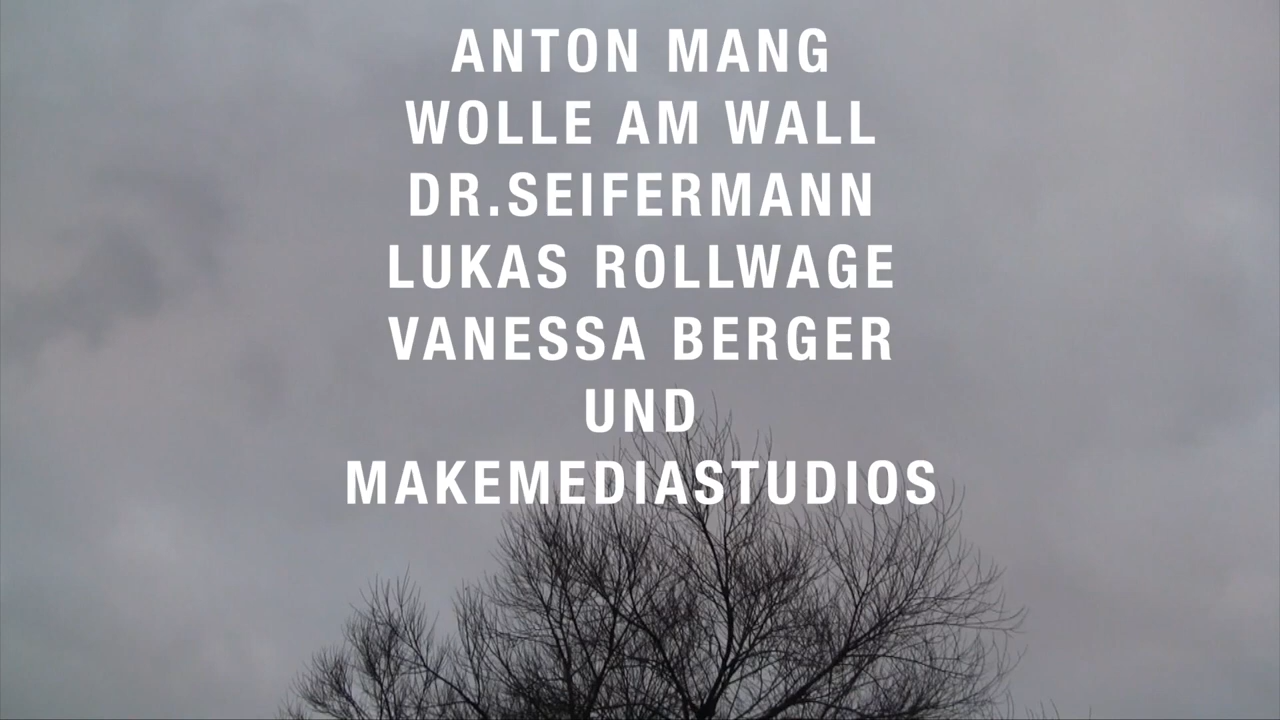 ANTON MANG
WOLLE AM WALL
DR.SEIFERMANN
LUKAS ROLLWAGE
VANESSA BERGER
UND
MAKEMEDIASTUDIOS